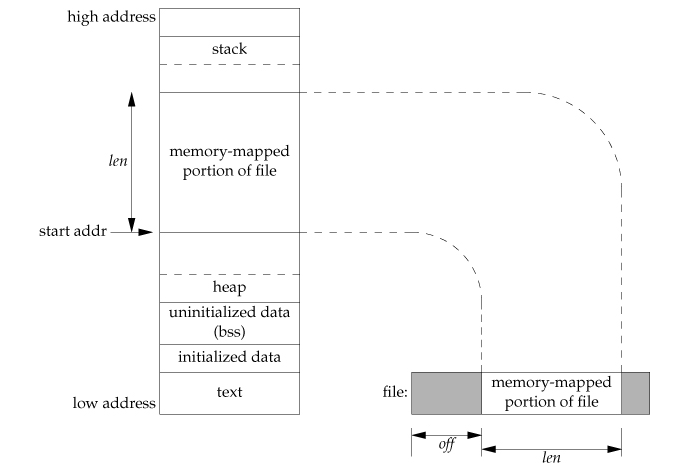 high address
stack
len
memory-mapped
portion of file
start addr
heap
uninitialized data
(bss)
initialized data
text
low address
file:
memory-mapped
portion of file
off
len